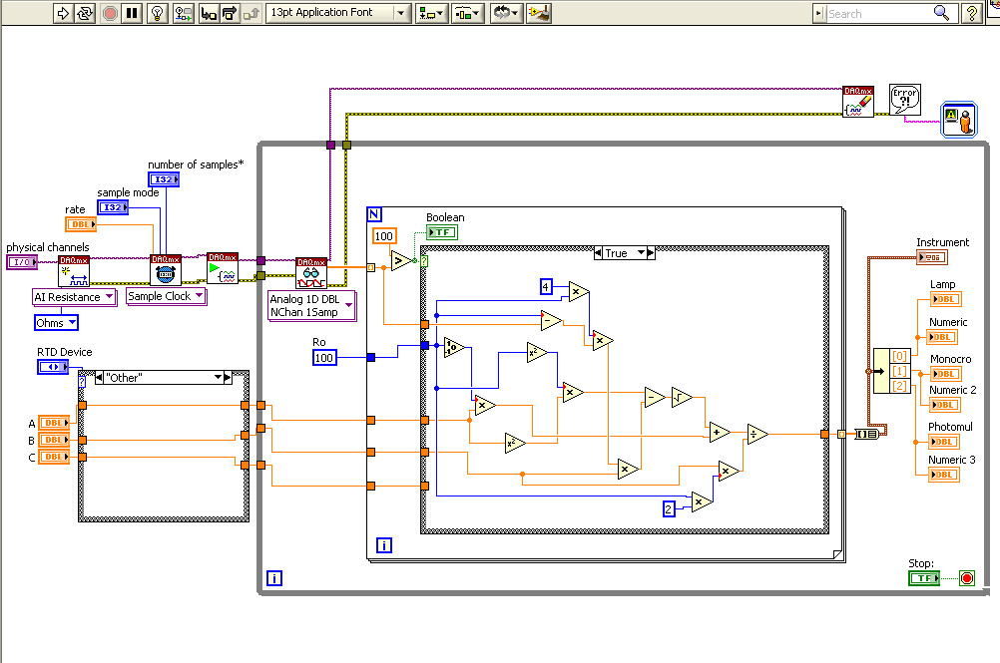 13pt Application Font
Search
?
DAQmx
Error
?!
number of samples*
I32
sample mode
I32
rate
DBL
physical channels
I/O
DAQmx
DAQmx
DAQmx
DAQmx
AI Resistance
Sample Clock
Ohms
Analog 1D DBL
NChan 1Samp
N
100
>
Boolean
TF
?
True
4
x
-
x
x²
x
x
x²
-
√
+
÷
x
x
2
x
Ro
100
RTD Device
?
"Other"
A
DBL
B
DBL
C
DBL
i
i
Instrument
Lamp
DBL
Numeric
DBL
[0]
[1]
[2]
Monocro
DBL
Numeric 2
DBL
Photomul
DBL
Numeric 3
DBL
Stop:
TF